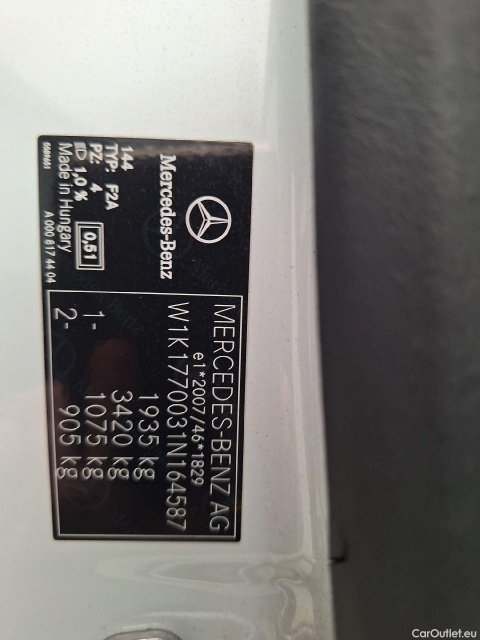 Mercedes-Benz
144
TYP: F2A
PZ: 4
1,0 %
0,51
Made in Hungary
A 000 817 44 04
MERCEDES-BENZ AG
e1*2007/46*1829
W1K1770031N164587
1935 kg
3420 kg
1- 1075 kg
2- 905 kg
CarOutlet.eu